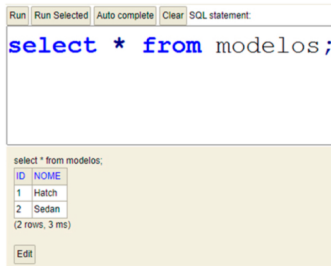 Run Run Selected Auto complete Clear SQL statement:
select * from modelos;
select * from modelos;
ID NOME
1 Hatch
2 Sedan
(2 rows, 3 ms)
Edit